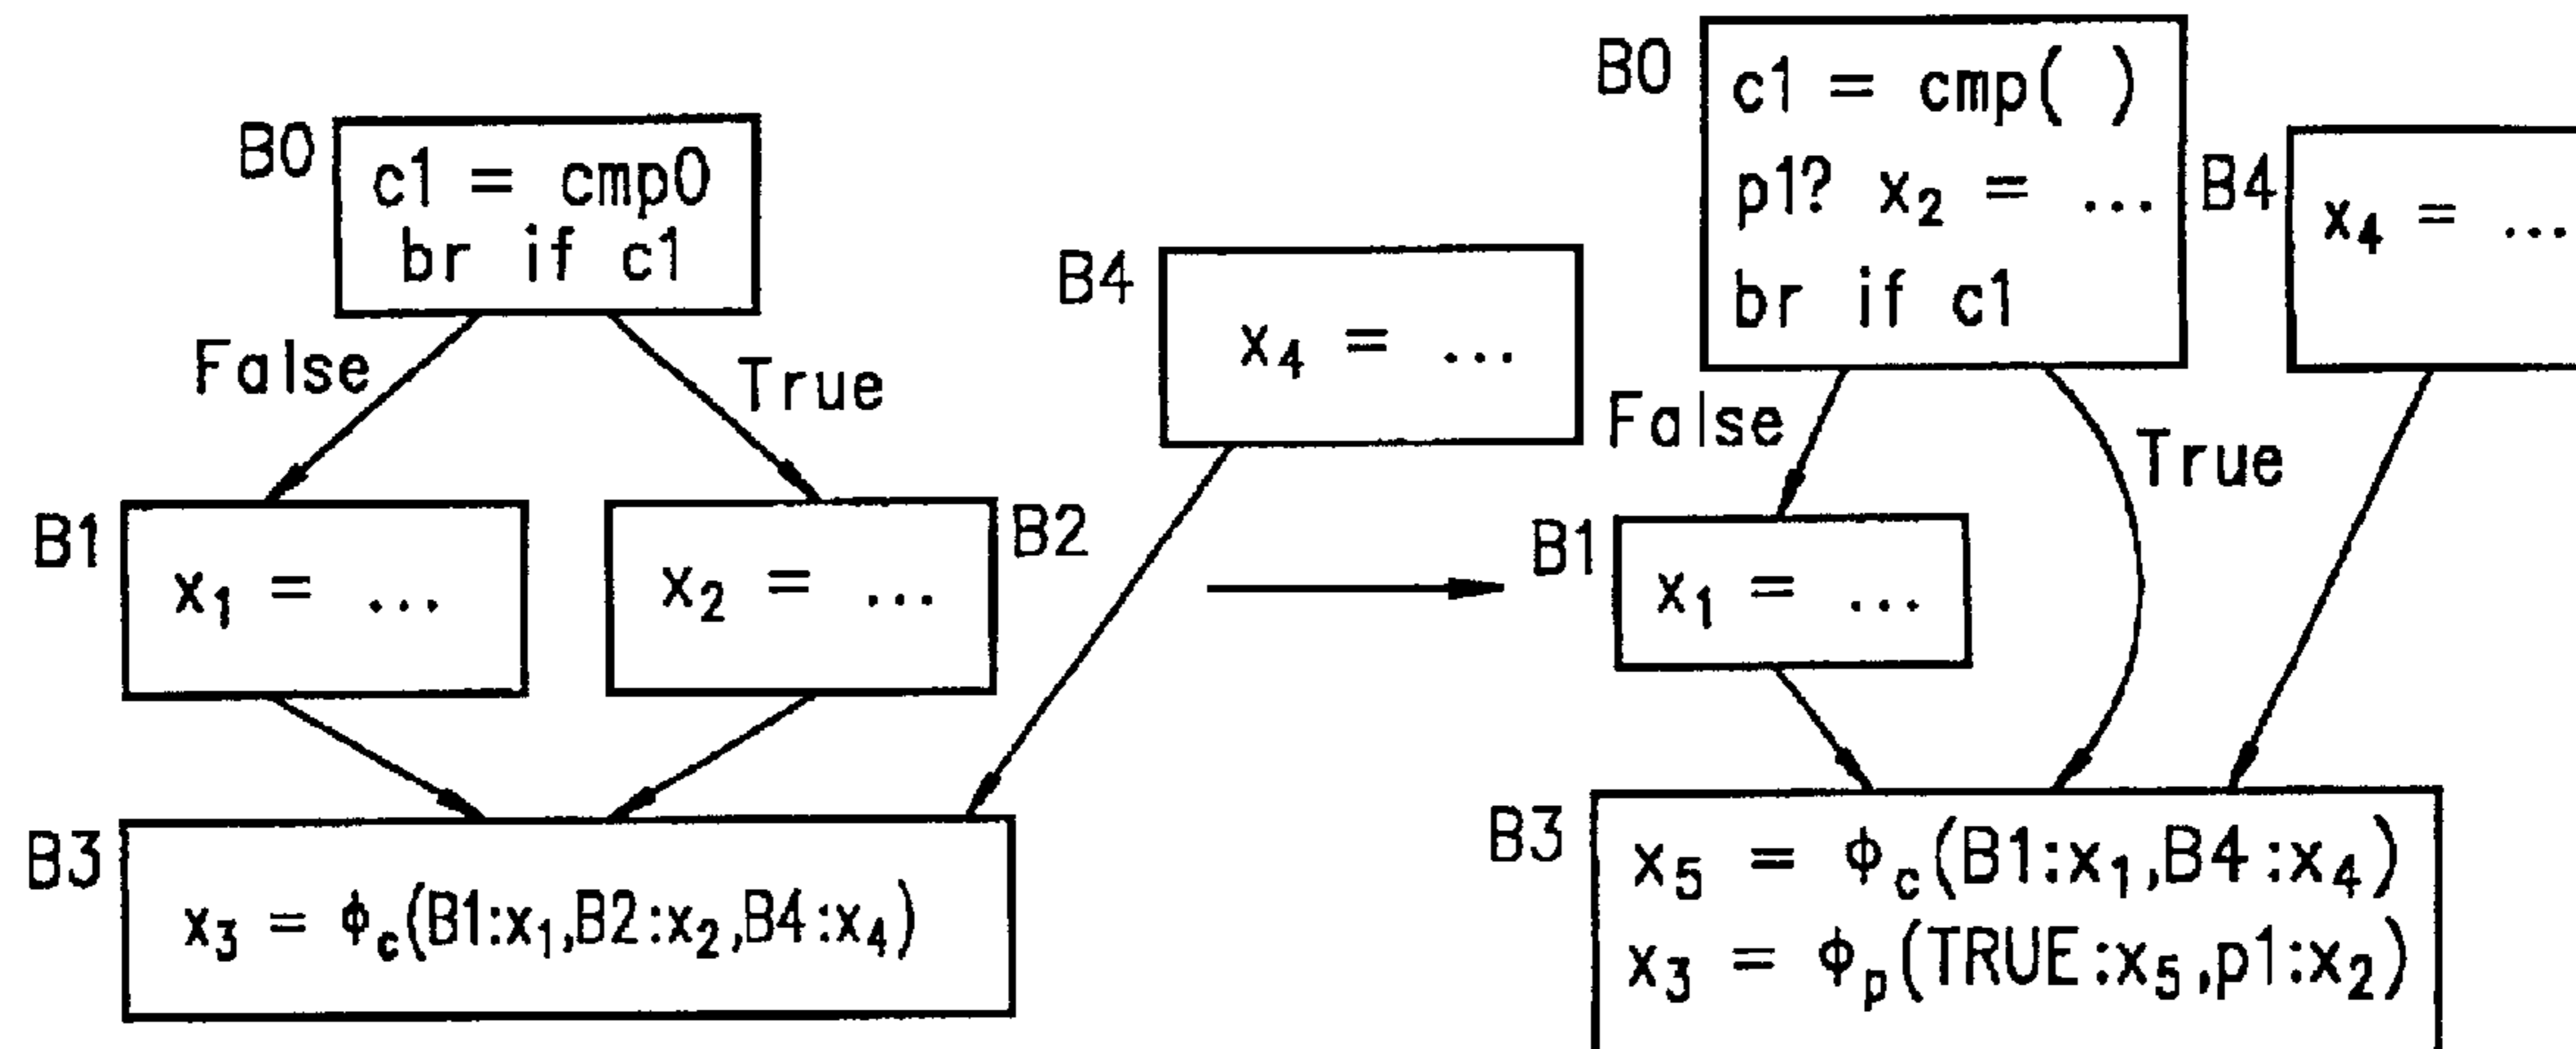 B0
c1 = cmp0
br if c1
False
True
B4
x₄ = ...
B1
x₁ = ...
B2
x₂ = ...
B3
x₃ = ϕc(B1:x₁,B2:x₂,B4:x₄)
B0
c1 = cmp( )
p1? x₂ = ...
br if c1
B4
x₄ = ...
False
True
B1
x₁ = ...
B3
x₅ = ϕc(B1:x₁,B4:x₄)
x₃ = ϕp(TRUE:x₅,p1:x₂)